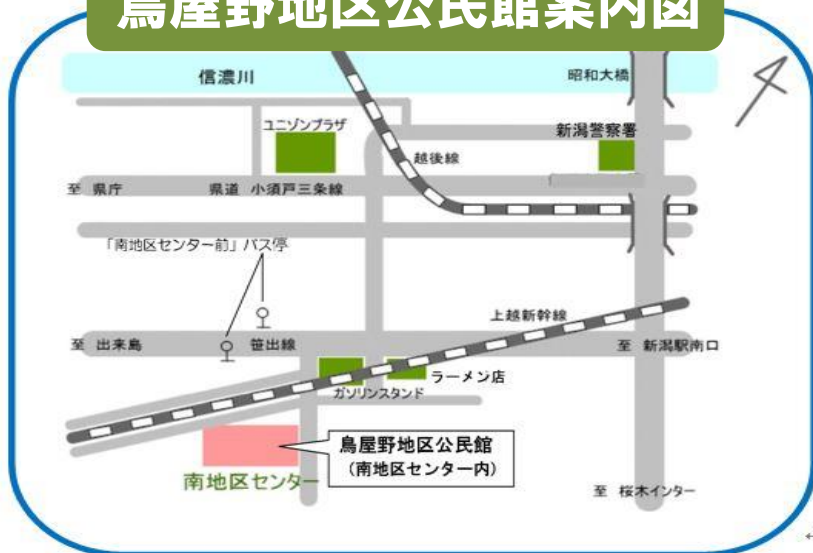 鳥屋野地区公民館案内図
信濃川
昭和大橋
ユニゾンプラザ
新潟警察署
越後線
至 県庁
県道 小須戸三条線
「南地区センター前」バス停
上越新幹線
至 出来島
笹出線
至 新潟駅南口
ラーメン店
ガソリンスタンド
鳥屋野地区公民館
(南地区センター内)
南地区センター
至 桜木インター